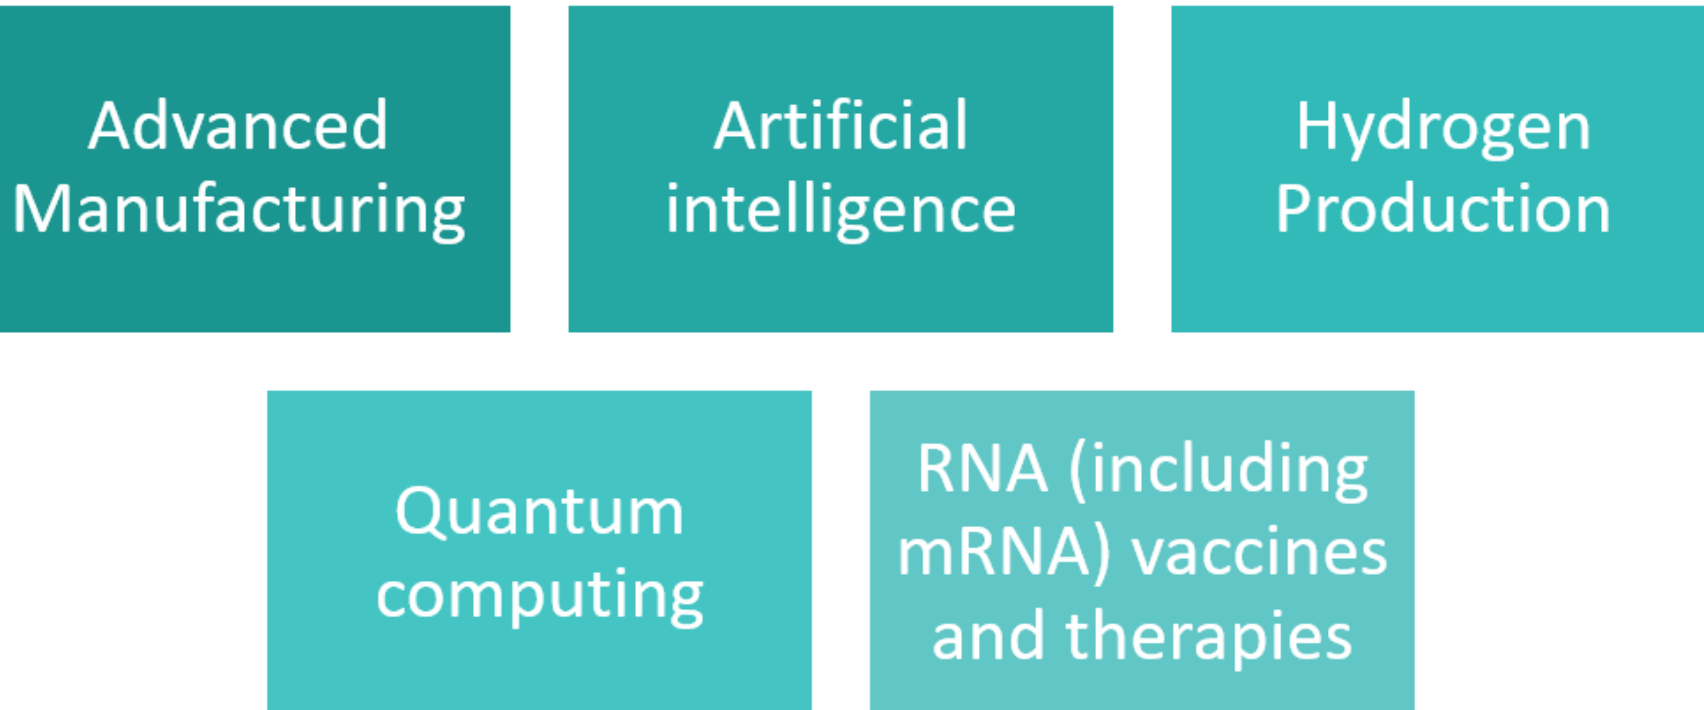 Advanced
Manufacturing
Artificial
intelligence
Hydrogen
Production
Quantum
computing
RNA (including
mRNA) vaccines
and therapies